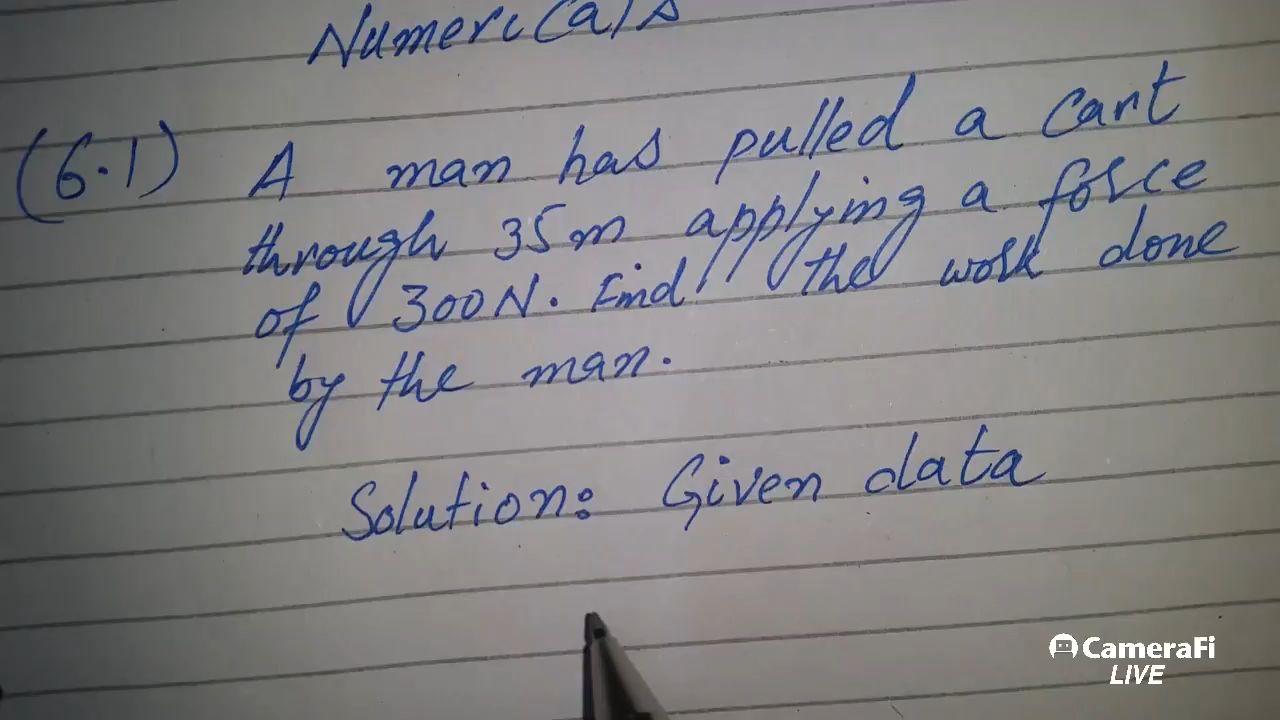 Numericals
(6.1) A man has pulled a cart
through 35m applying a force
of 300N. Find the work done
by the man.
Solution: Given data
CameraFi
LIVE